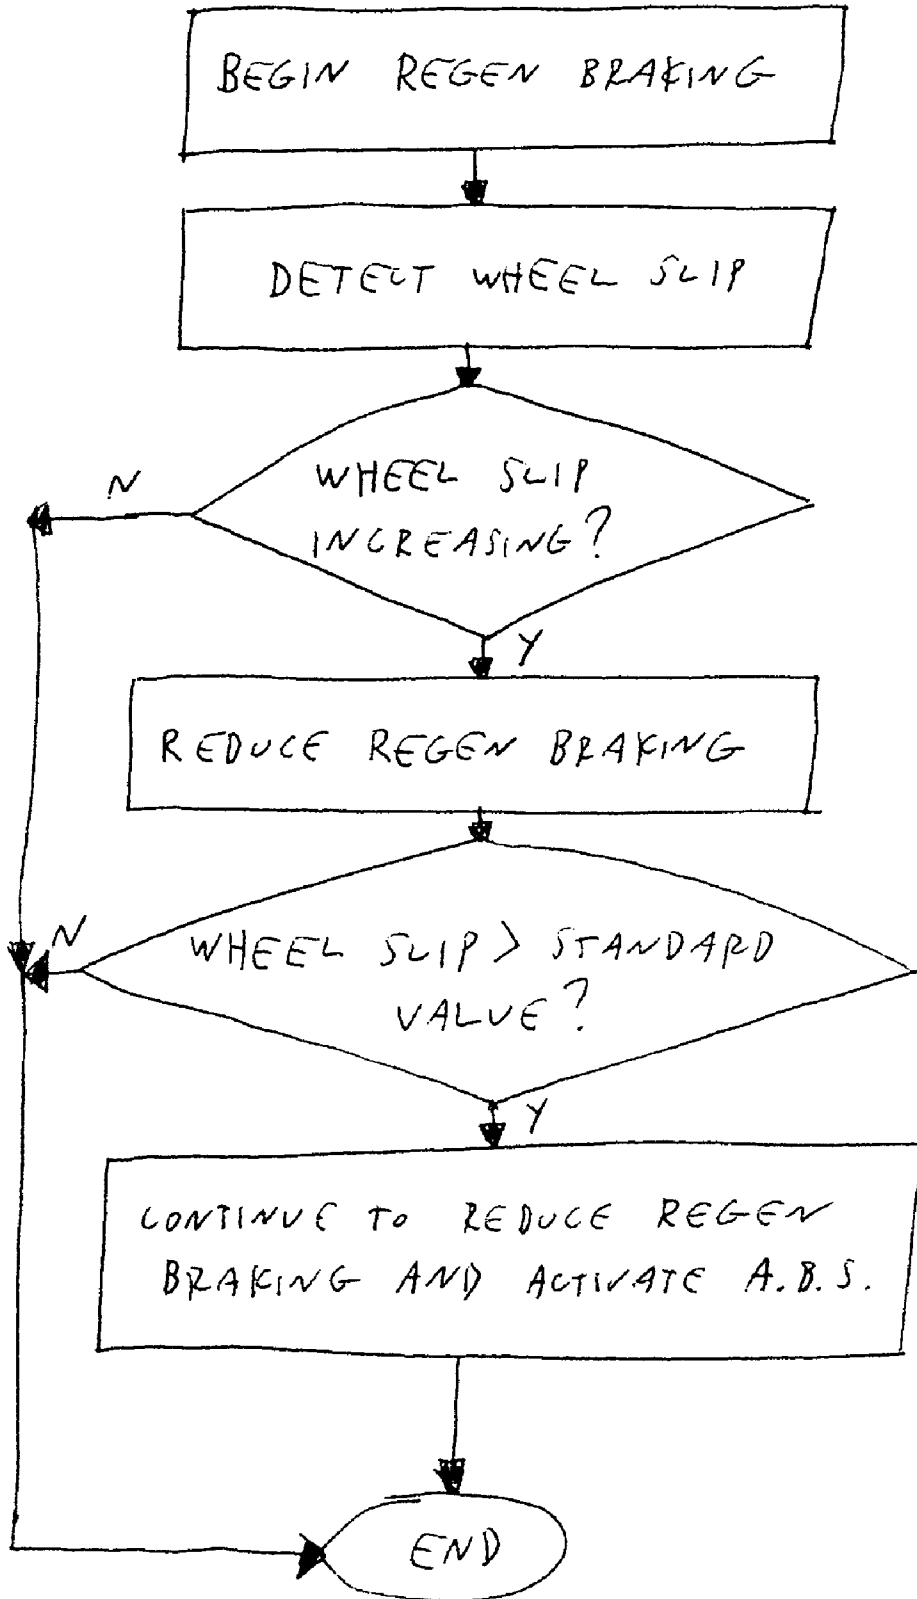 BEGIN REGEN BRAKING
DETECT WHEEL SLIP
N
WHEEL SLIP
INCREASING?
Y
REDUCE REGEN BRAKING
N
WHEEL SLIP > STANDARD
VALUE?
Y
CONTINUE TO REDUCE REGEN
BRAKING AND ACTIVATE A.B.S.
END